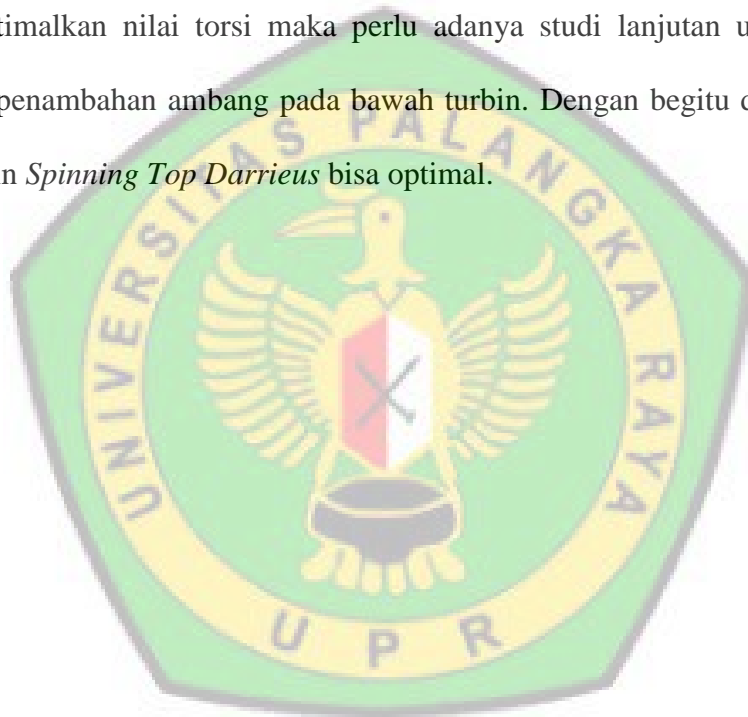 timalkan nilai torsi maka perlu adanya studi lanjutan u
penambahan ambang pada bawah turbin. Dengan begitu d
n Spinning Top Darrieus bisa optimal.
UNIVERSITAS PALANGKA RAYA
UPR